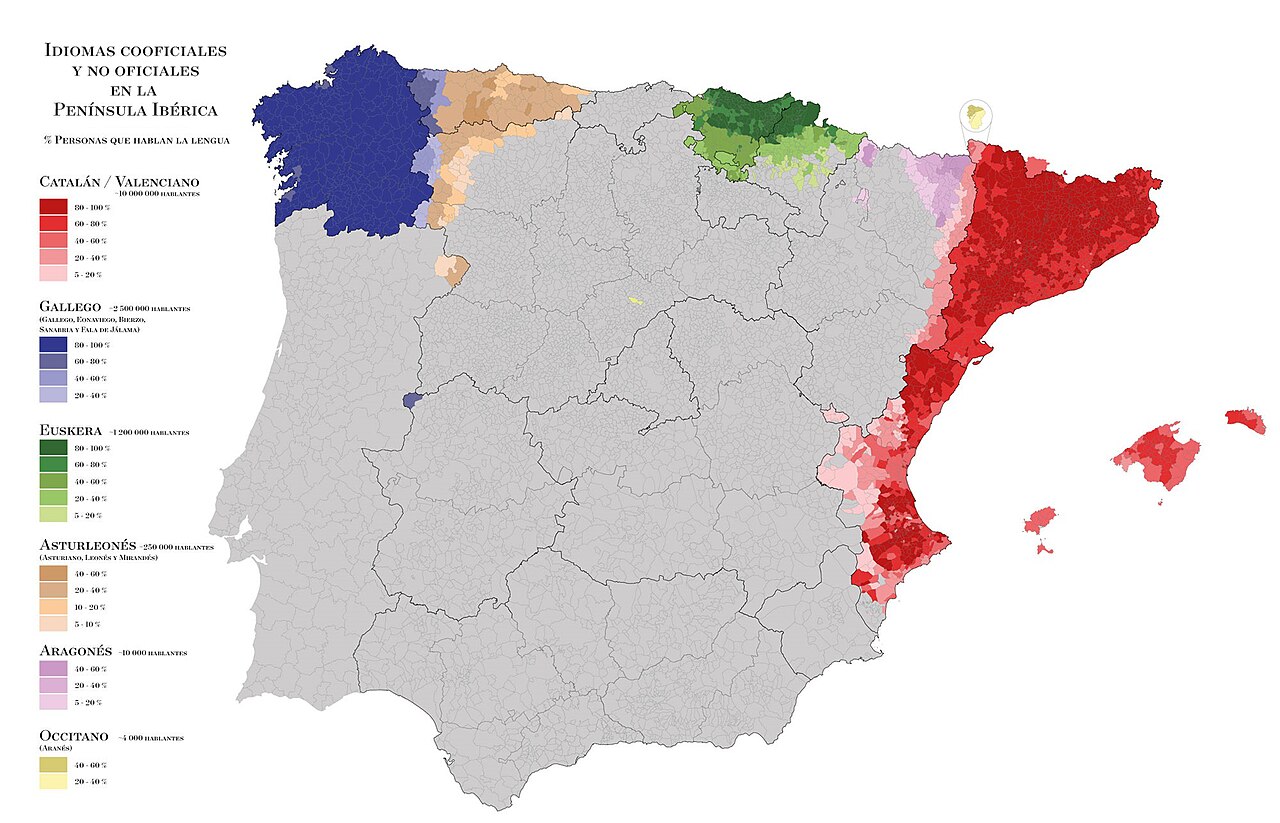 Idiomas cooficiales
y no oficiales
en la
Península Ibérica
% Personas que hablan la lengua
Catalán / Valenciano
~10 000 000 hablantes
80 - 100 %
60 - 80 %
40 - 60 %
20 - 40 %
5 - 20 %
Gallego ~2 500 000 hablantes
(Gallego, Eonaviego, Bierzo,
Sanabria y Fala de Jálama)
80 - 100 %
60 - 80 %
40 - 60 %
20 - 40 %
Euskera ~1 200 000 hablantes
80 - 100 %
60 - 80 %
40 - 60 %
20 - 40 %
5 - 20 %
Asturleonés ~250 000 hablantes
(Asturiano, Leonés y Mirandés)
40 - 60 %
20 - 40 %
10 - 20 %
5 - 10 %
Aragonés ~10 000 hablantes
40 - 60 %
20 - 40 %
5 - 20 %
Occitano ~4 000 hablantes
(Aranés)
40 - 60 %
20 - 40 %